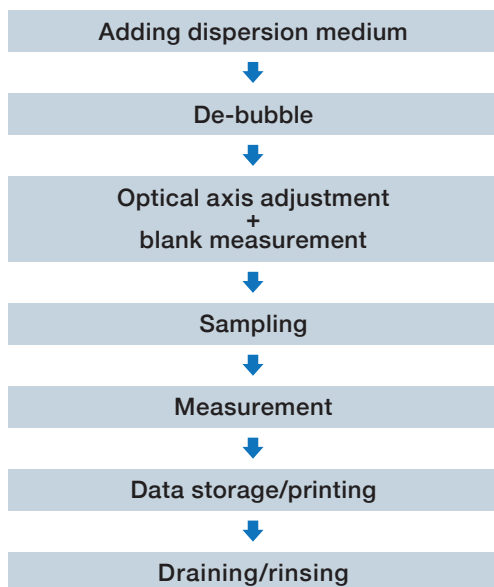 Adding dispersion medium
De-bubble
Optical axis adjustment
+
blank measurement
Sampling
Measurement
Data storage/printing
Draining/rinsing